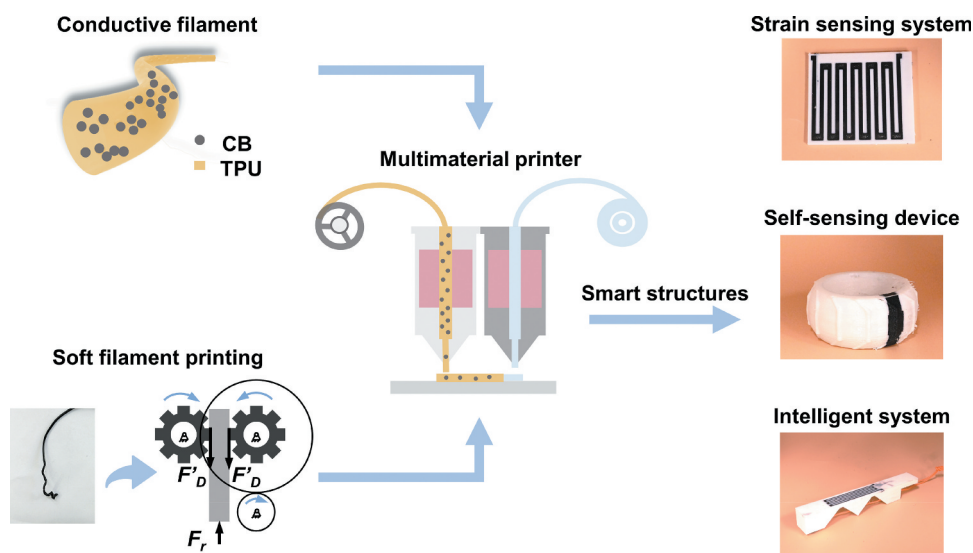 Conductive filament
CB
TPU
Multimaterial printer
Soft filament printing
F'D
F'D
Fr
Smart structures
Strain sensing system
Self-sensing device
Intelligent system